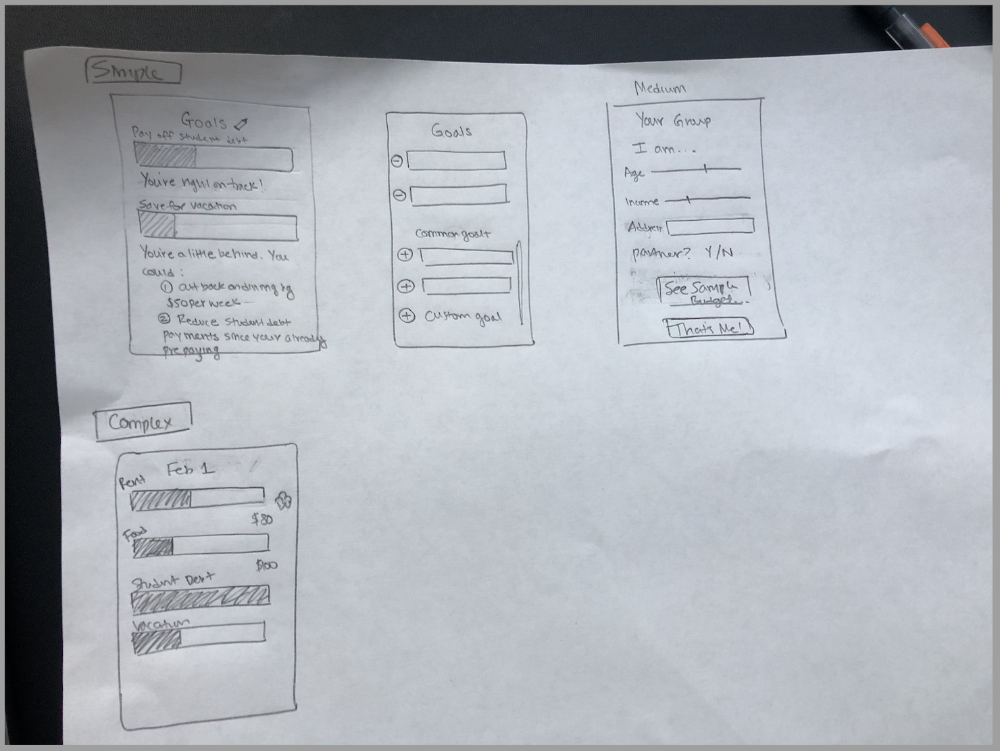 Simple
Goals
Pay off student debt
You're right on track!
Save for vacation
You're a little behind. You
could:
① cut back on dining by
$50 per week
② Reduce student debt
payments since your already
pre paying
Goals
Common goals
Custom goal
Medium
Your Group
I am...
Age
Income
Address
partner? Y/N
See Sample
Budget...
That's Me!
Complex
Feb 1
Rent
$80
Food
$100
Student Debt
Vacation